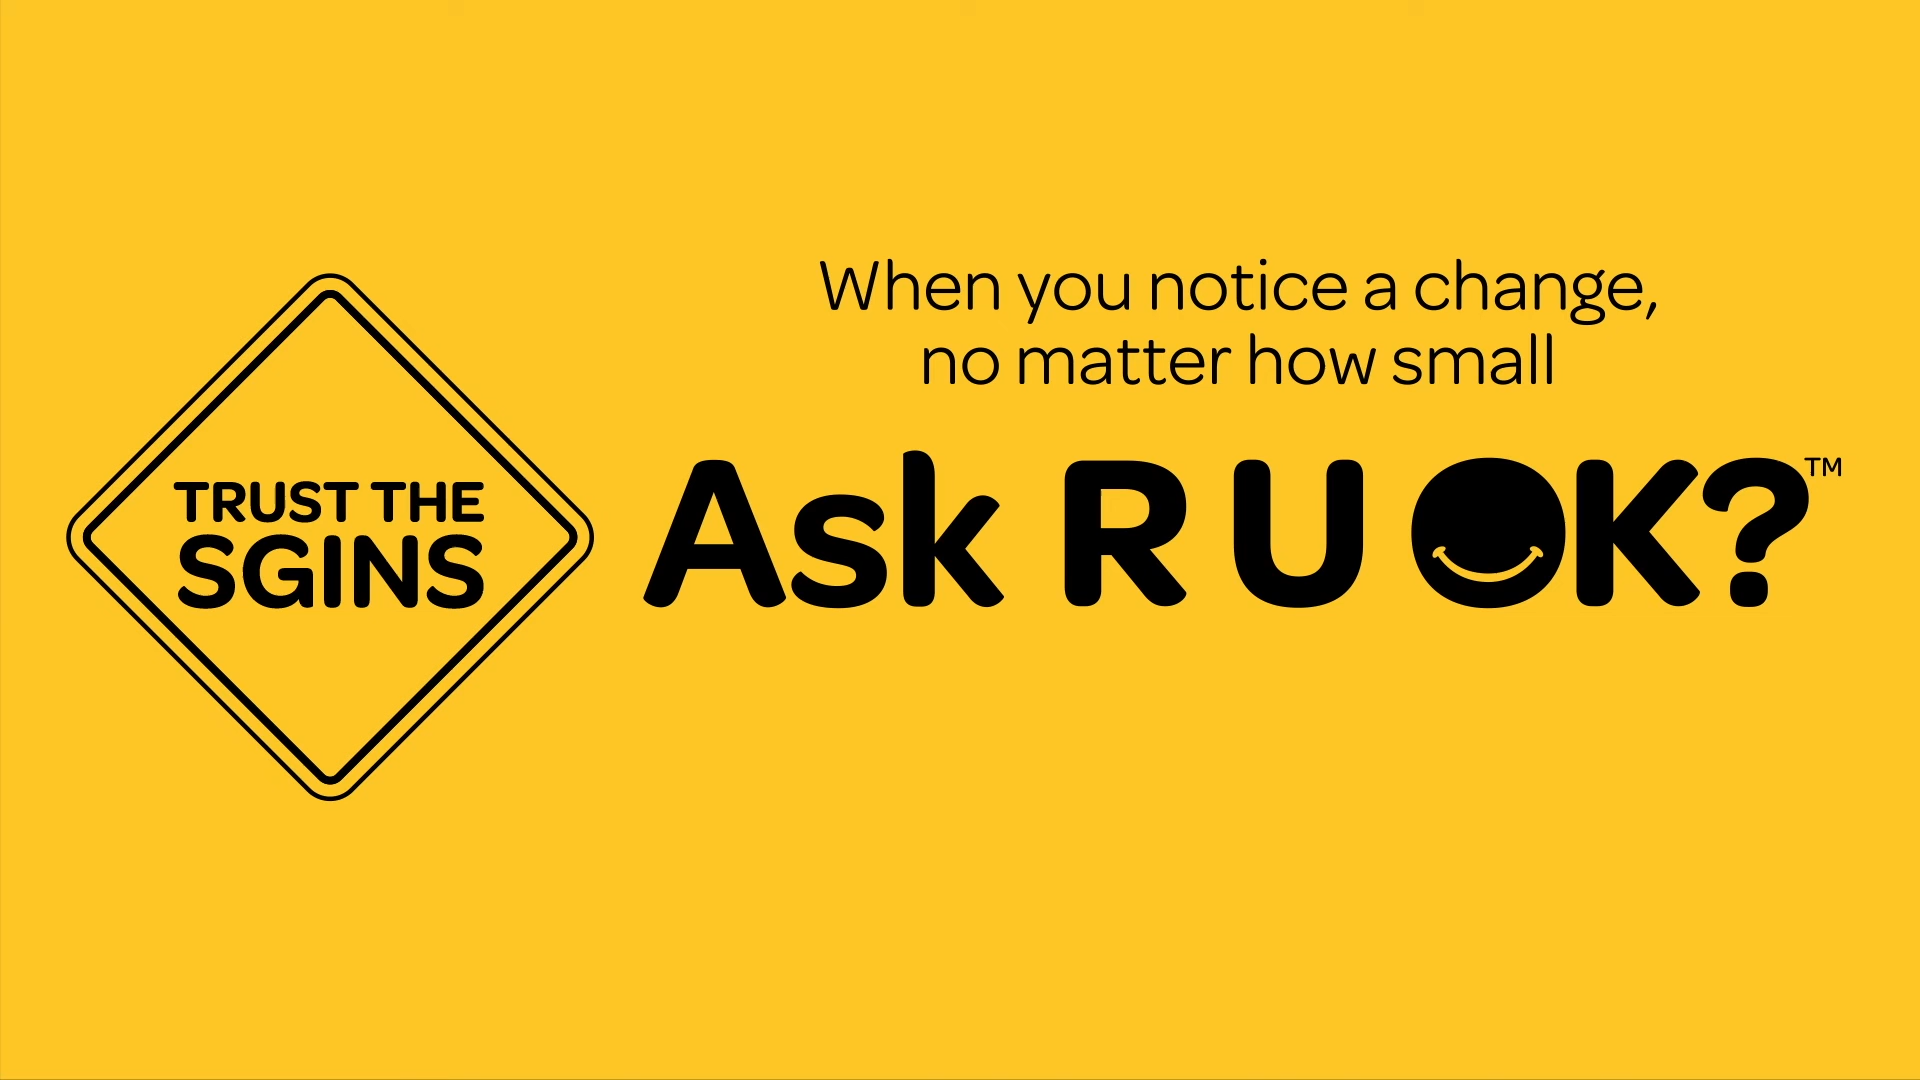 TRUST THE
SGINS
When you notice a change,
no matter how small
Ask R U OK?™